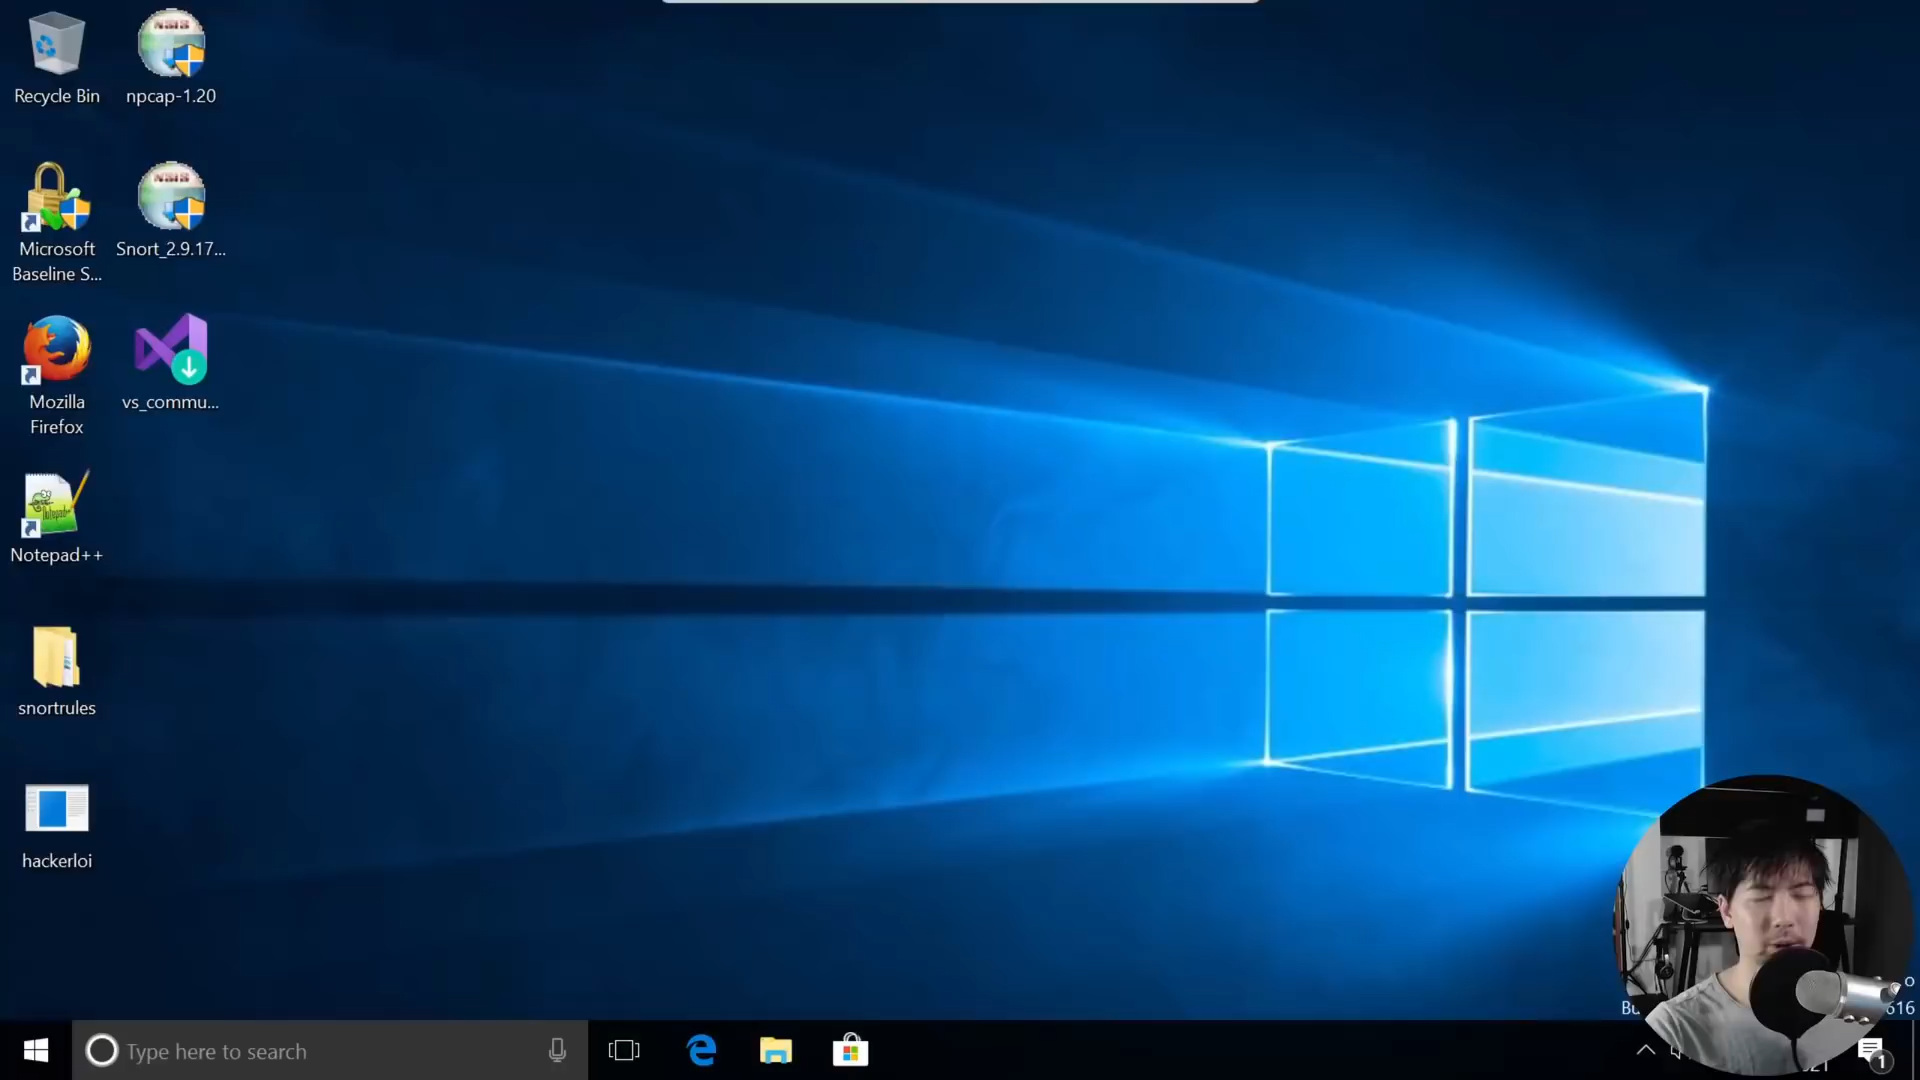 Recycle Bin
npcap-1.20
Microsoft
Baseline S...
Snort_2.9.17...
Mozilla
Firefox
vs_commu...
Notepad++
snortrules
hackerloi
Type here to search
1